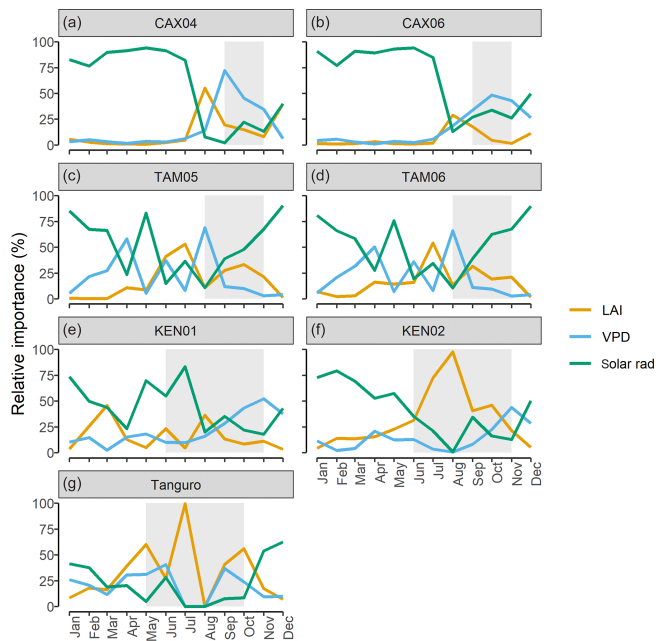 (a) CAX04
(b) CAX06
100
75
50
25
0
(c) TAM05
(d) TAM06
100
75
50
25
0
(e) KEN01
(f) KEN02
100
75
50
25
0
Jan Feb Mar Apr May Jun Jul Aug Sep Oct Nov Dec
(g) Tanguro
100
75
50
25
0
Jan Feb Mar Apr May Jun Jul Aug Sep Oct Nov Dec
Relative importance (%)
LAI
VPD
Solar rad